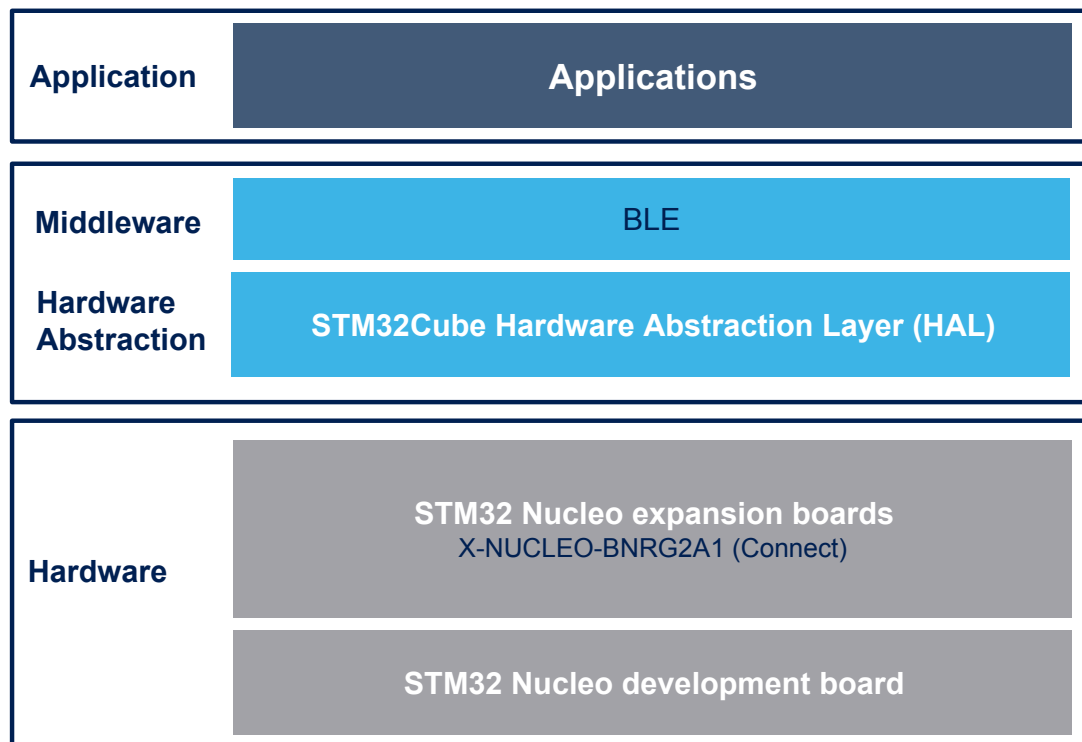 Application
Applications
Middleware
BLE
Hardware
Abstraction
STM32Cube Hardware Abstraction Layer (HAL)
Hardware
STM32 Nucleo expansion boards
X-NUCLEO-BNRG2A1 (Connect)
STM32 Nucleo development board